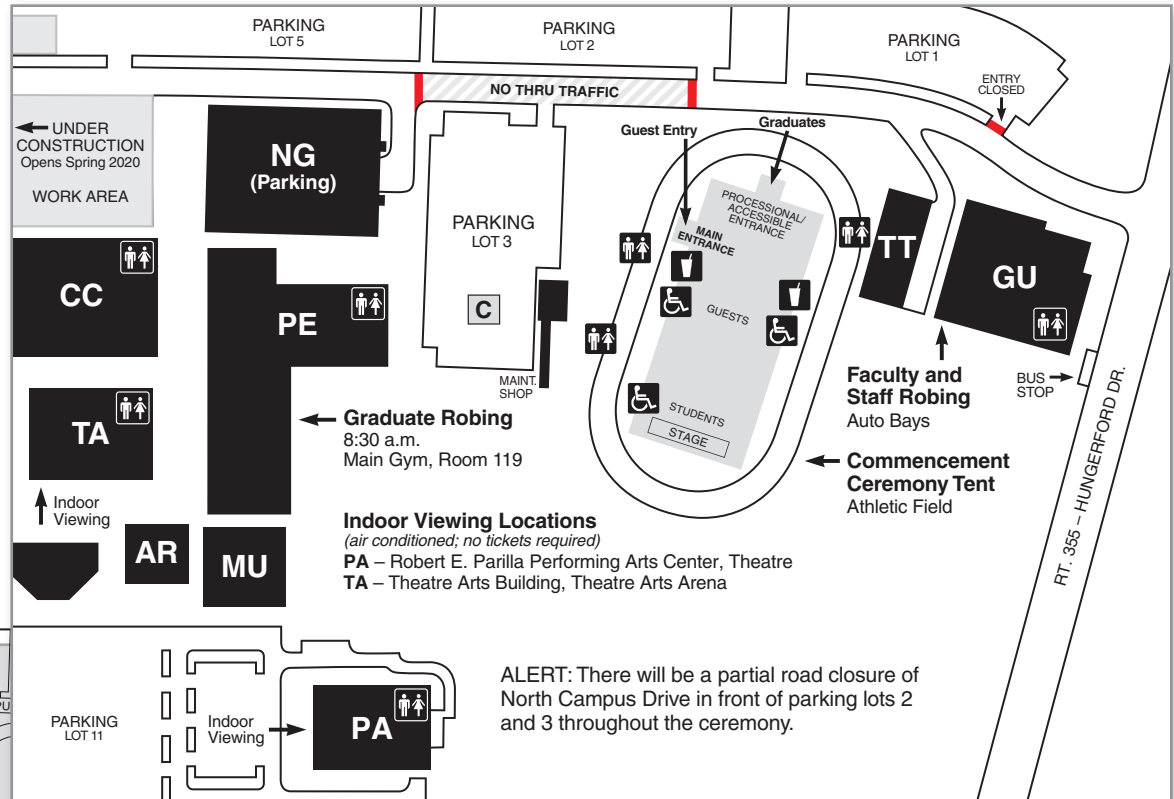 PARKING
LOT 5
PARKING
LOT 2
PARKING
LOT 1
ENTRY
CLOSED
NO THRU TRAFFIC
UNDER
CONSTRUCTION
Opens Spring 2020
WORK AREA
NG
(Parking)
Guest Entry
Graduates
PARKING
LOT 3
C
PROCESSIONAL/
ACCESSIBLE
ENTRANCE
MAIN
ENTRANCE
GUESTS
STUDENTS
STAGE
TT
GU
CC
PE
MAINT.
SHOP
BUS
STOP
RT. 355 – HUNGERFORD DR.
Faculty and
Staff Robing
Auto Bays
TA
Graduate Robing
8:30 a.m.
Main Gym, Room 119
Commencement
Ceremony Tent
Athletic Field
Indoor
Viewing
AR
MU
Indoor Viewing Locations
(air conditioned; no tickets required)
PA – Robert E. Parilla Performing Arts Center, Theatre
TA – Theatre Arts Building, Theatre Arts Arena
PARKING
LOT 11
Indoor
Viewing
PA
ALERT: There will be a partial road closure of
North Campus Drive in front of parking lots 2
and 3 throughout the ceremony.